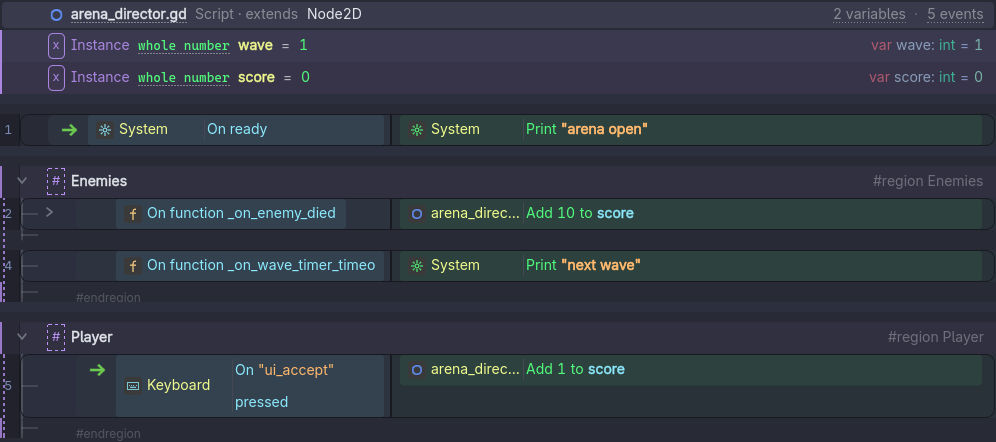 arena_director.gd Script · extends Node2D 2 variables · 5 events
x Instance whole number wave = 1 var wave: int = 1
x Instance whole number score = 0 var score: int = 0
1 System On ready System Print "arena open"
# Enemies #region Enemies
2 f On function _on_enemy_died arena_direc... Add 10 to score
4 f On function _on_wave_timer_timeo System Print "next wave"
#endregion
# Player #region Player
5 Keyboard On "ui_accept" pressed arena_direc... Add 1 to score
#endregion